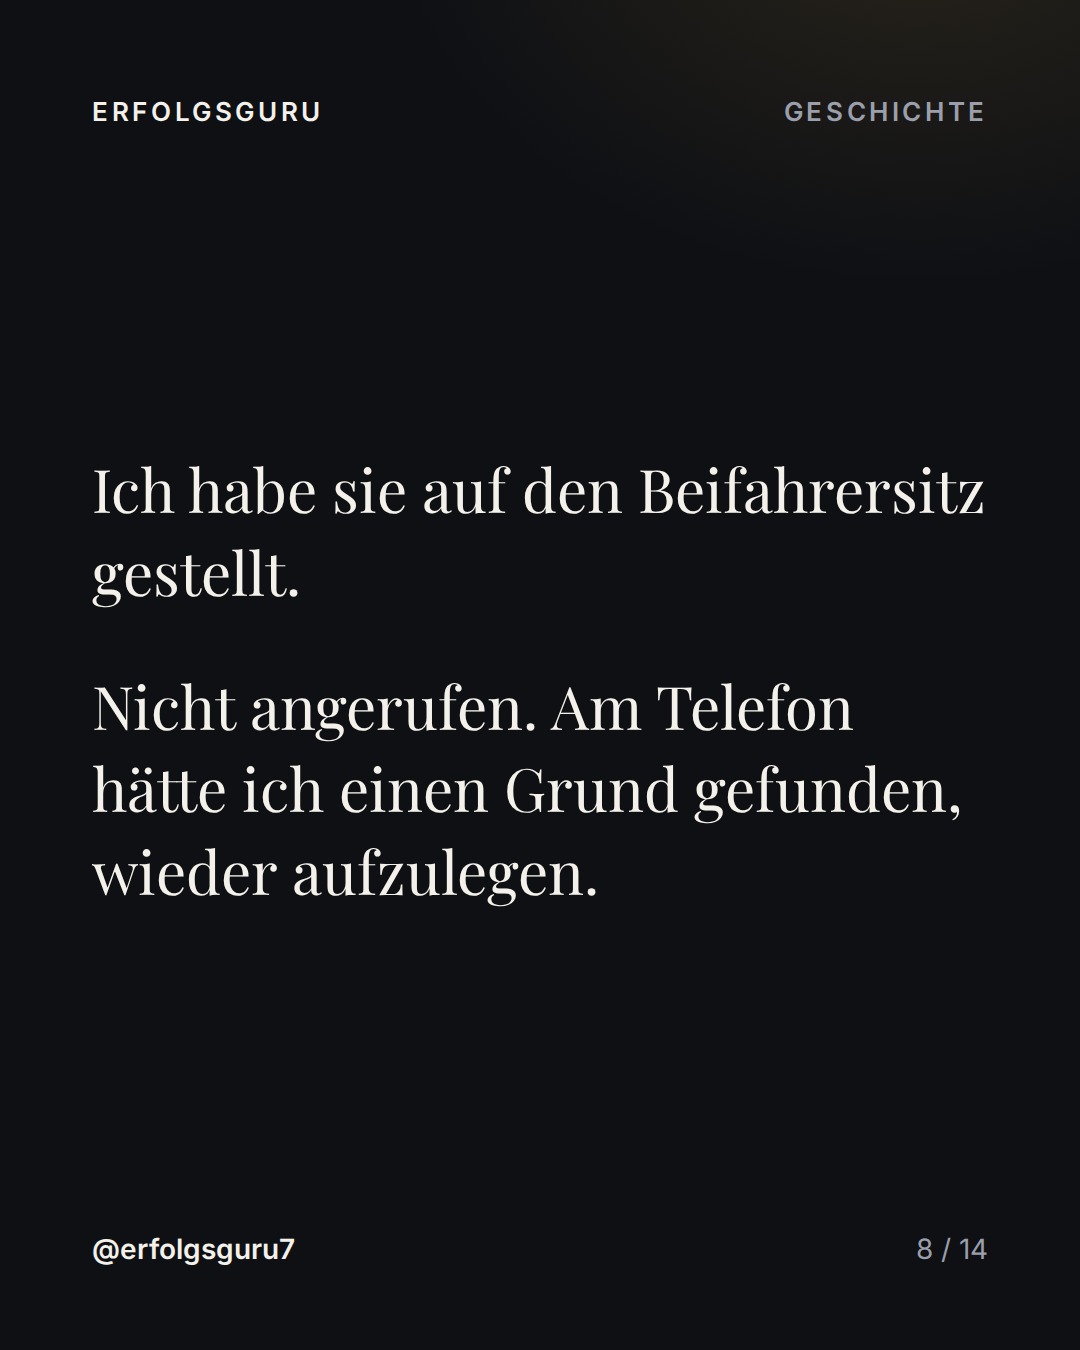 ERFOLGSGURU
GESCHICHTE
Ich habe sie auf den Beifahrersitz
gestellt.
Nicht angerufen. Am Telefon
hätte ich einen Grund gefunden,
wieder aufzulegen.
@erfolgsguru7
8 / 14